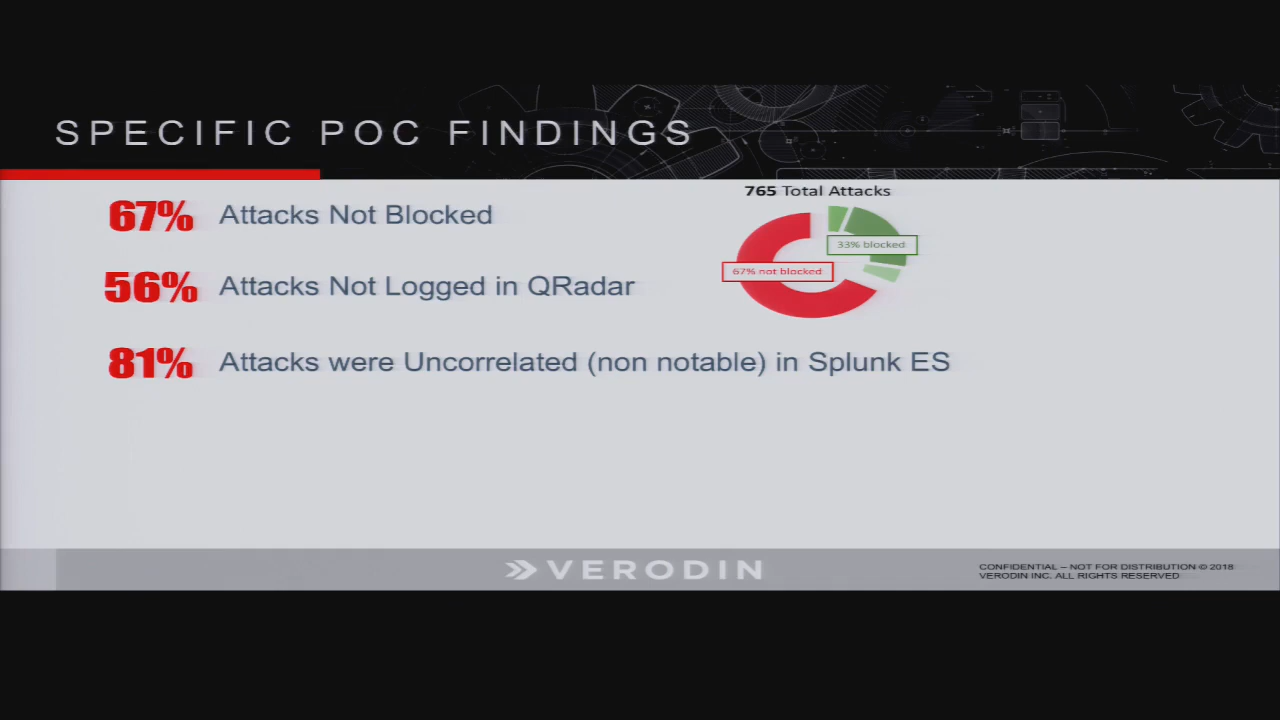 SPECIFIC POC FINDINGS
765 Total Attacks
67% Attacks Not Blocked
33% blocked
67% not blocked
56% Attacks Not Logged in QRadar
81% Attacks were Uncorrelated (non notable) in Splunk ES
VERODIN
CONFIDENTIAL – NOT FOR DISTRIBUTION © 2018
VERODIN INC. ALL RIGHTS RESERVED